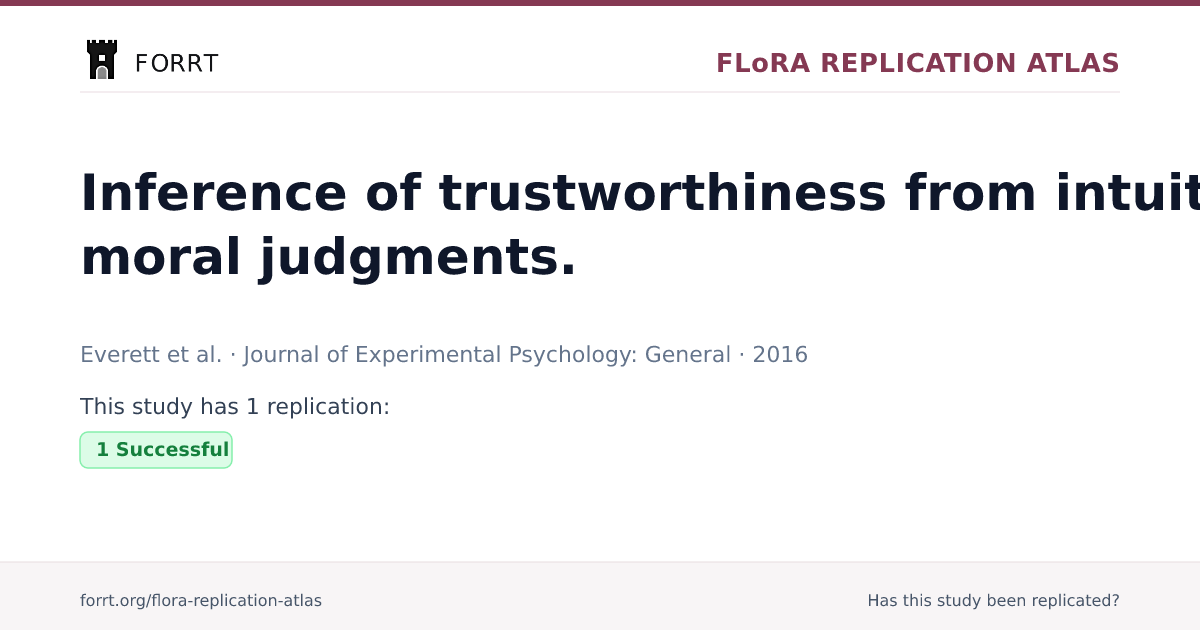 FORRT
FLoRA REPLICATION ATLAS
Inference of trustworthiness from intuit
moral judgments.
Everett et al. · Journal of Experimental Psychology: General · 2016
This study has 1 replication:
1 Successful
forrt.org/flora-replication-atlas
Has this study been replicated?